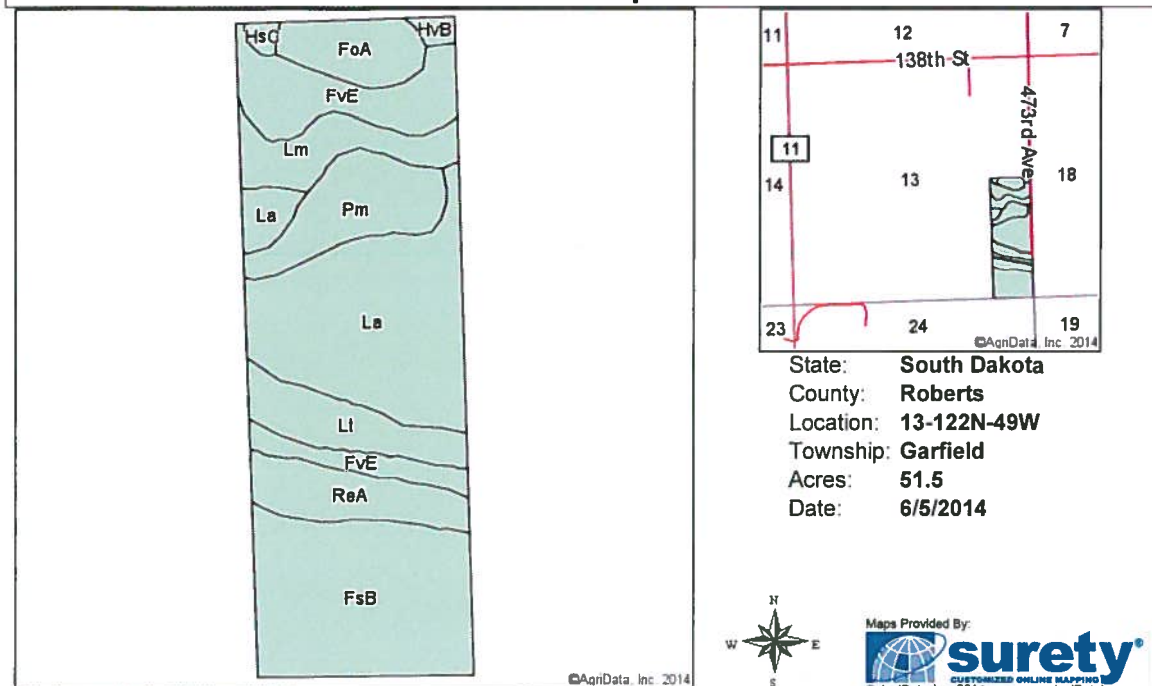 HsC
HvB
FoA
FvE
Lm
La
Pm
La
Lt
FvE
ReA
FsB
©AgriData, Inc. 2014
11
12
7
138th St
473rd Ave
11
14
13
18
23
24
19
©AgriData, Inc. 2014
State: South Dakota
County: Roberts
Location: 13-122N-49W
Township: Garfield
Acres: 51.5
Date: 6/5/2014
N
W E
S
Maps Provided By:
surety®
CUSTOMIZED ONLINE MAPPING